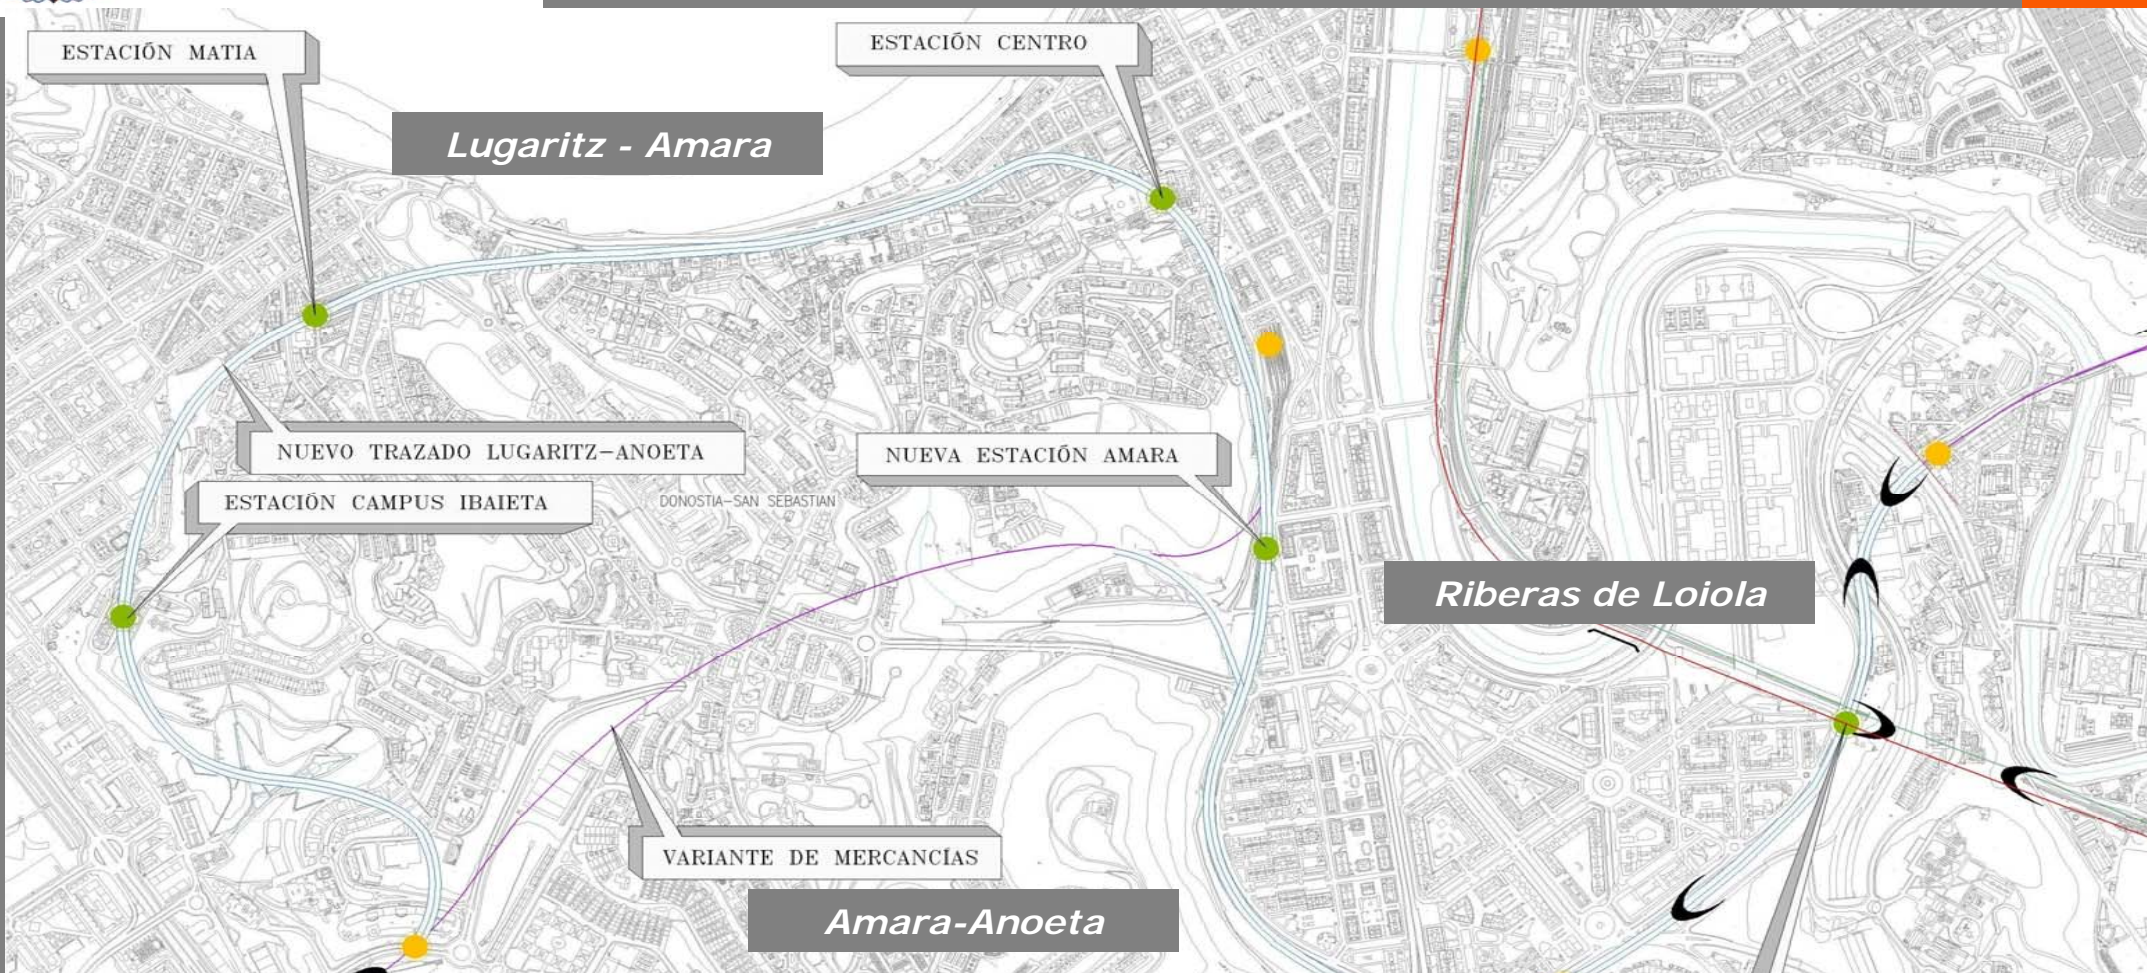 ESTACIÓN MATIA
ESTACIÓN CENTRO
Lugaritz - Amara
NUEVO TRAZADO LUGARITZ-ANOETA
NUEVA ESTACIÓN AMARA
ESTACIÓN CAMPUS IBAIETA
DONOSTIA-SAN SEBASTIAN
Riberas de Loiola
VARIANTE DE MERCANCÍAS
Amara-Anoeta